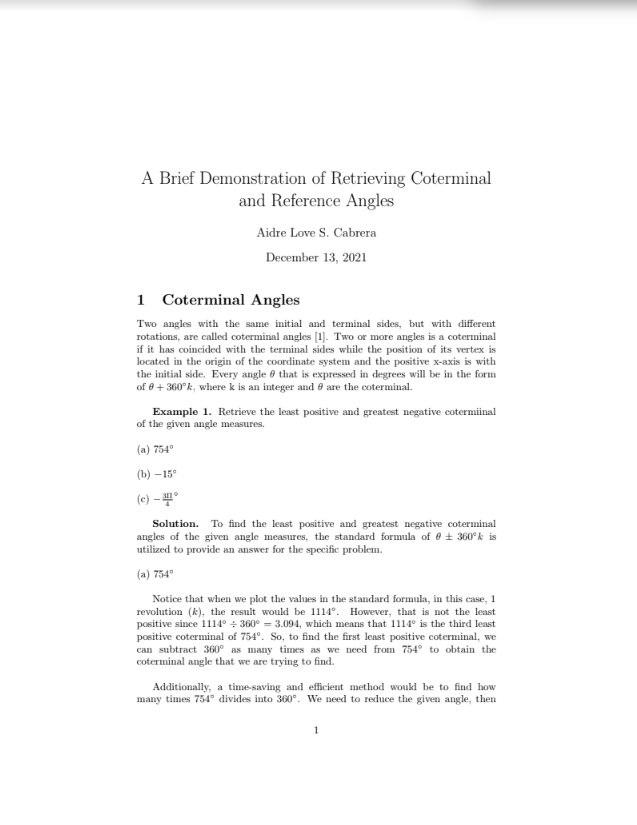 A Brief Demonstration of Retrieving Coterminal
and Reference Angles
Aidre Love S. Cabrera
December 13, 2021
1 Coterminal Angles
Two angles with the same initial and terminal sides, but with different
rotations, are called coterminal angles [1]. Two or more angles is a coterminal
if it has coincided with the terminal sides while the position of its vertex is
located in the origin of the coordinate system and the positive x-axis is with
the initial side. Every angle θ that is expressed in degrees will be in the form
of θ + 360°k, where k is an integer and θ are the coterminal.
Example 1. Retrieve the least positive and greatest negative cotermiinal
of the given angle measures.
(a) 754°
(b) −15°
(c) −3Π/4°
Solution. To find the least positive and greatest negative coterminal
angles of the given angle measures, the standard formula of θ ± 360°k is
utilized to provide an answer for the specific problem.
(a) 754°
Notice that when we plot the values in the standard formula, in this case, 1
revolution (k), the result would be 1114°. However, that is not the least
positive since 1114° ÷ 360° = 3.094, which means that 1114° is the third least
positive coterminal of 754°. So, to find the first least positive coterminal, we
can subtract 360° as many times as we need from 754° to obtain the
coterminal angle that we are trying to find.
Additionally, a time-saving and efficient method would be to find how
many times 754° divides into 360°. We need to reduce the given angle, then
1